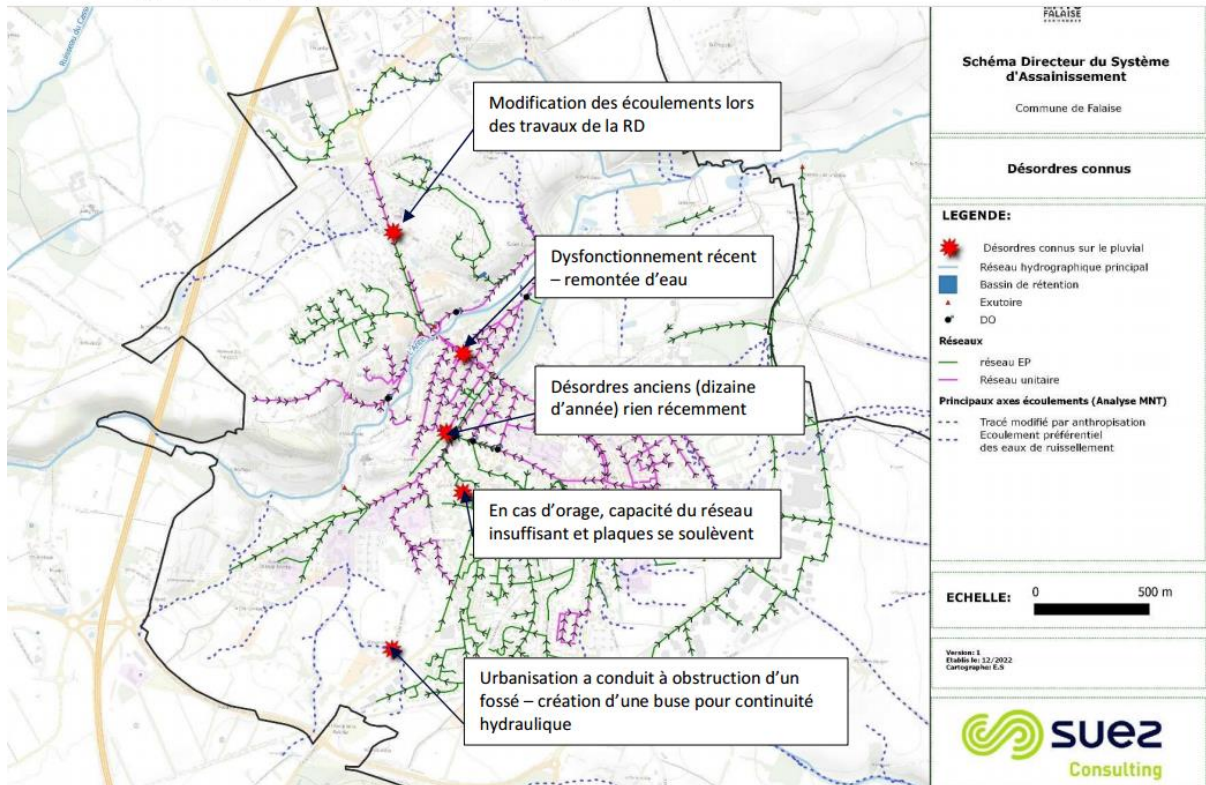 FALAISE
Schéma Directeur du Système
d'Assainissement
Commune de Falaise
Désordres connus
LEGENDE:
Désordres connus sur le pluvial
Réseau hydrographique principal
Bassin de rétention
Exutoire
DO
Réseaux
réseau EP
Réseau unitaire
Principaux axes écoulements (Analyse MNT)
Tracé modifié par anthropisation
Ecoulement préférentiel
des eaux de ruissellement
ECHELLE:
0 500 m
Version: 1
Etablis le: 12/2022
Cartographe: E.S
suez
Consulting
Modification des écoulements lors
des travaux de la RD
Dysfonctionnement récent
– remontée d'eau
Désordres anciens (dizaine
d'année) rien récemment
En cas d'orage, capacité du réseau
insuffisant et plaques se soulèvent
Urbanisation a conduit à obstruction d'un
fossé – création d'une buse pour continuité
hydraulique